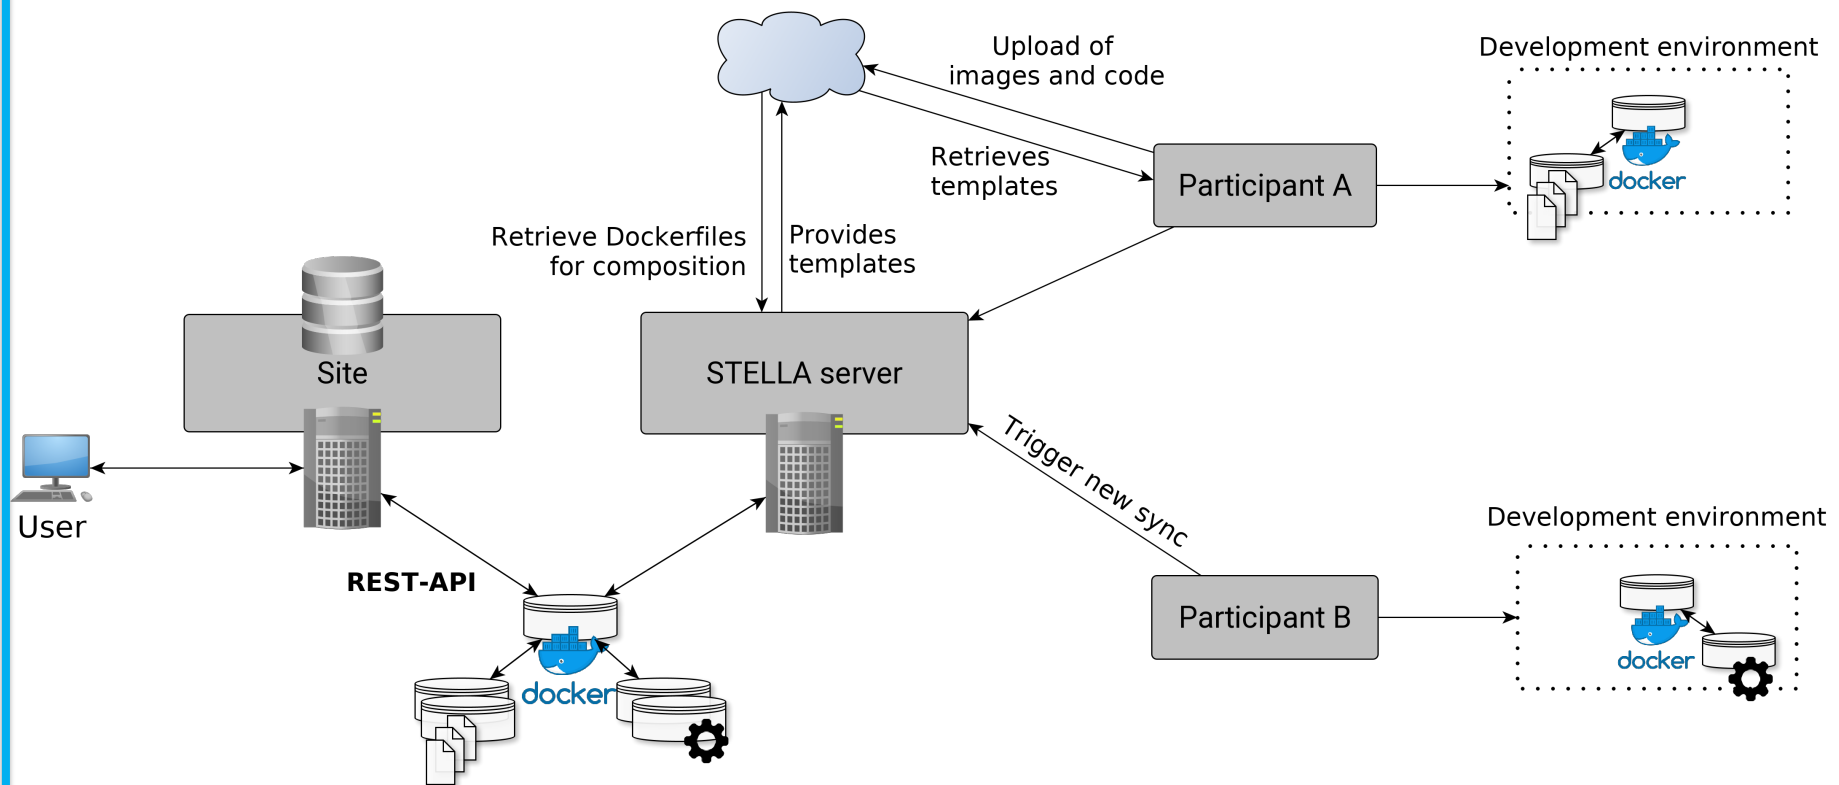 Upload of
images and code
Development environment
docker
Retrieves
templates
Participant A
Retrieve Dockerfiles
for composition
Provides
templates
Site
STELLA server
User
Trigger new sync
REST-API
docker
Development environment
Participant B
docker